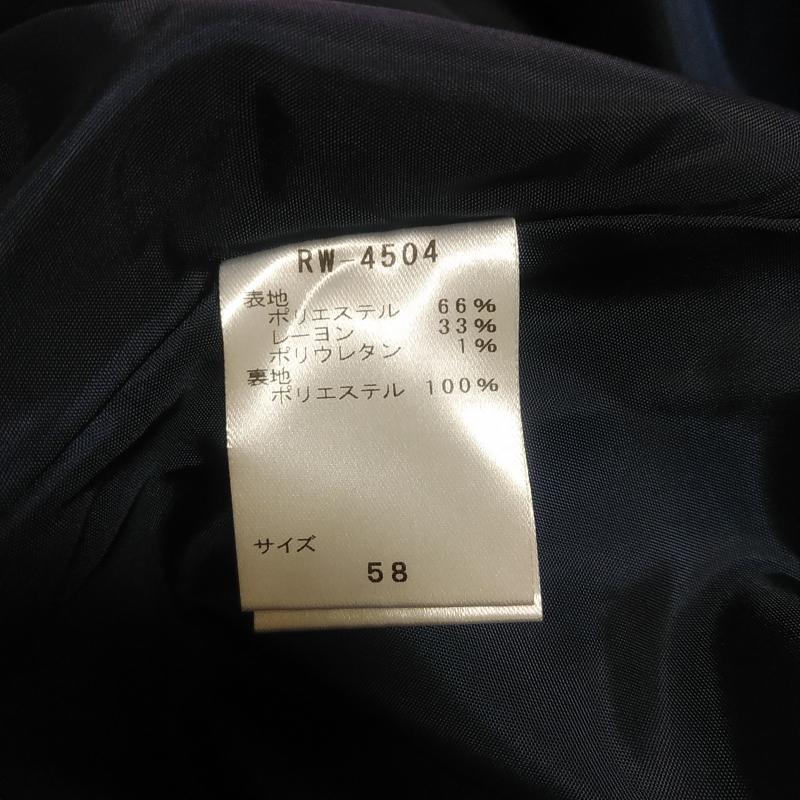 RW-4504
表地
ポリエステル 66%
レーヨン 33%
ポリウレタン 1%
裏地
ポリエステル 100%
サイズ
58